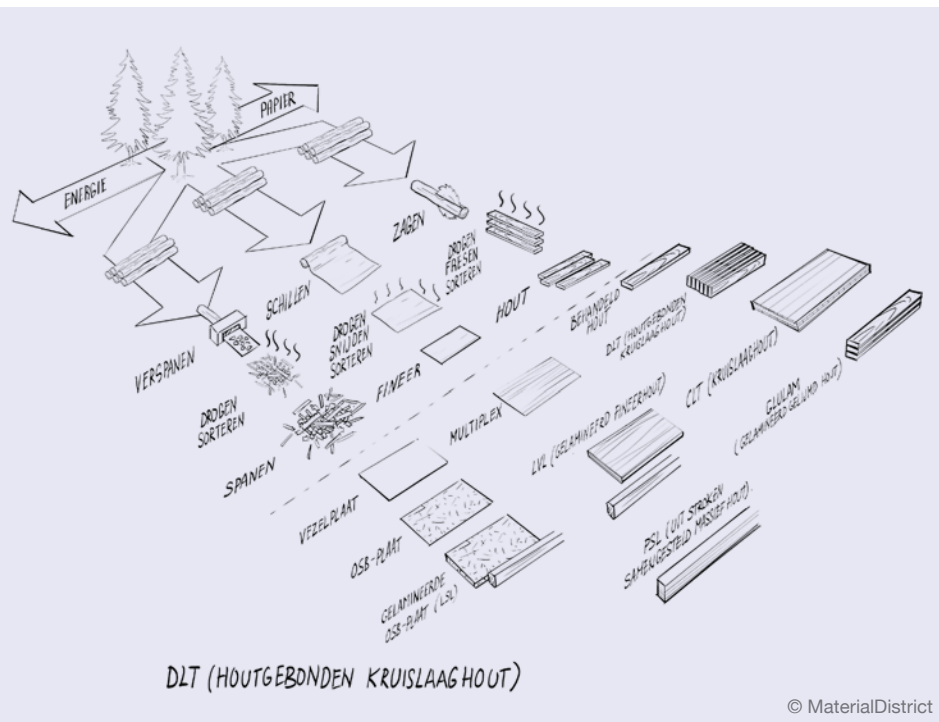 PAPIER
ENERGIE
ZAGEN
DROGEN
FRESEN
SORTEREN
HOUT
BEHANDELD
HOUT
DLT (HOUTGEBONDEN
KRUISLAAGHOUT)
CLT (KRUISLAAGHOUT)
GLULAM
(GELAMINEERD GELIJMD HOUT)
SCHILLEN
DROGEN
SNIJDEN
SORTEREN
FINEER
MULTIPLEX
LVL (GELAMINEERD FINEERHOUT)
PSL (UIT STROKEN
SAMENGESTELD MASSIEF HOUT).
VERSPANEN
DROGEN
SORTEREN
SPANEN
VEZELPLAAT
OSB-PLAAT
GELAMINEERDE
OSB-PLAAT (LSL)
DLT (HOUTGEBONDEN KRUISLAAGHOUT)
© MaterialDistrict